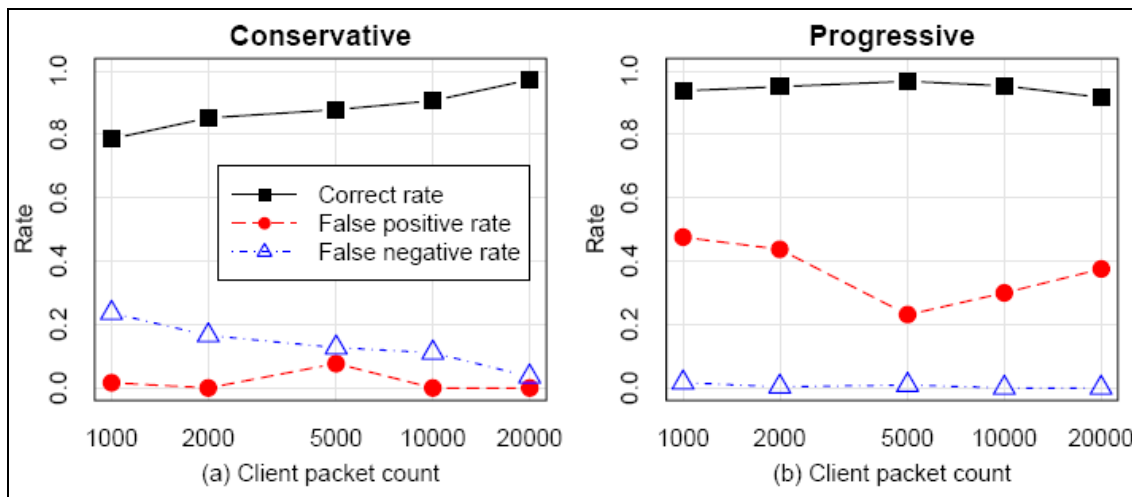 Conservative
Rate
1.0
0.8
0.6
0.4
0.2
0.0
Correct rate
False positive rate
False negative rate
1000 2000 5000 10000 20000
(a) Client packet count
Progressive
Rate
1.0
0.8
0.6
0.4
0.2
0.0
1000 2000 5000 10000 20000
(b) Client packet count